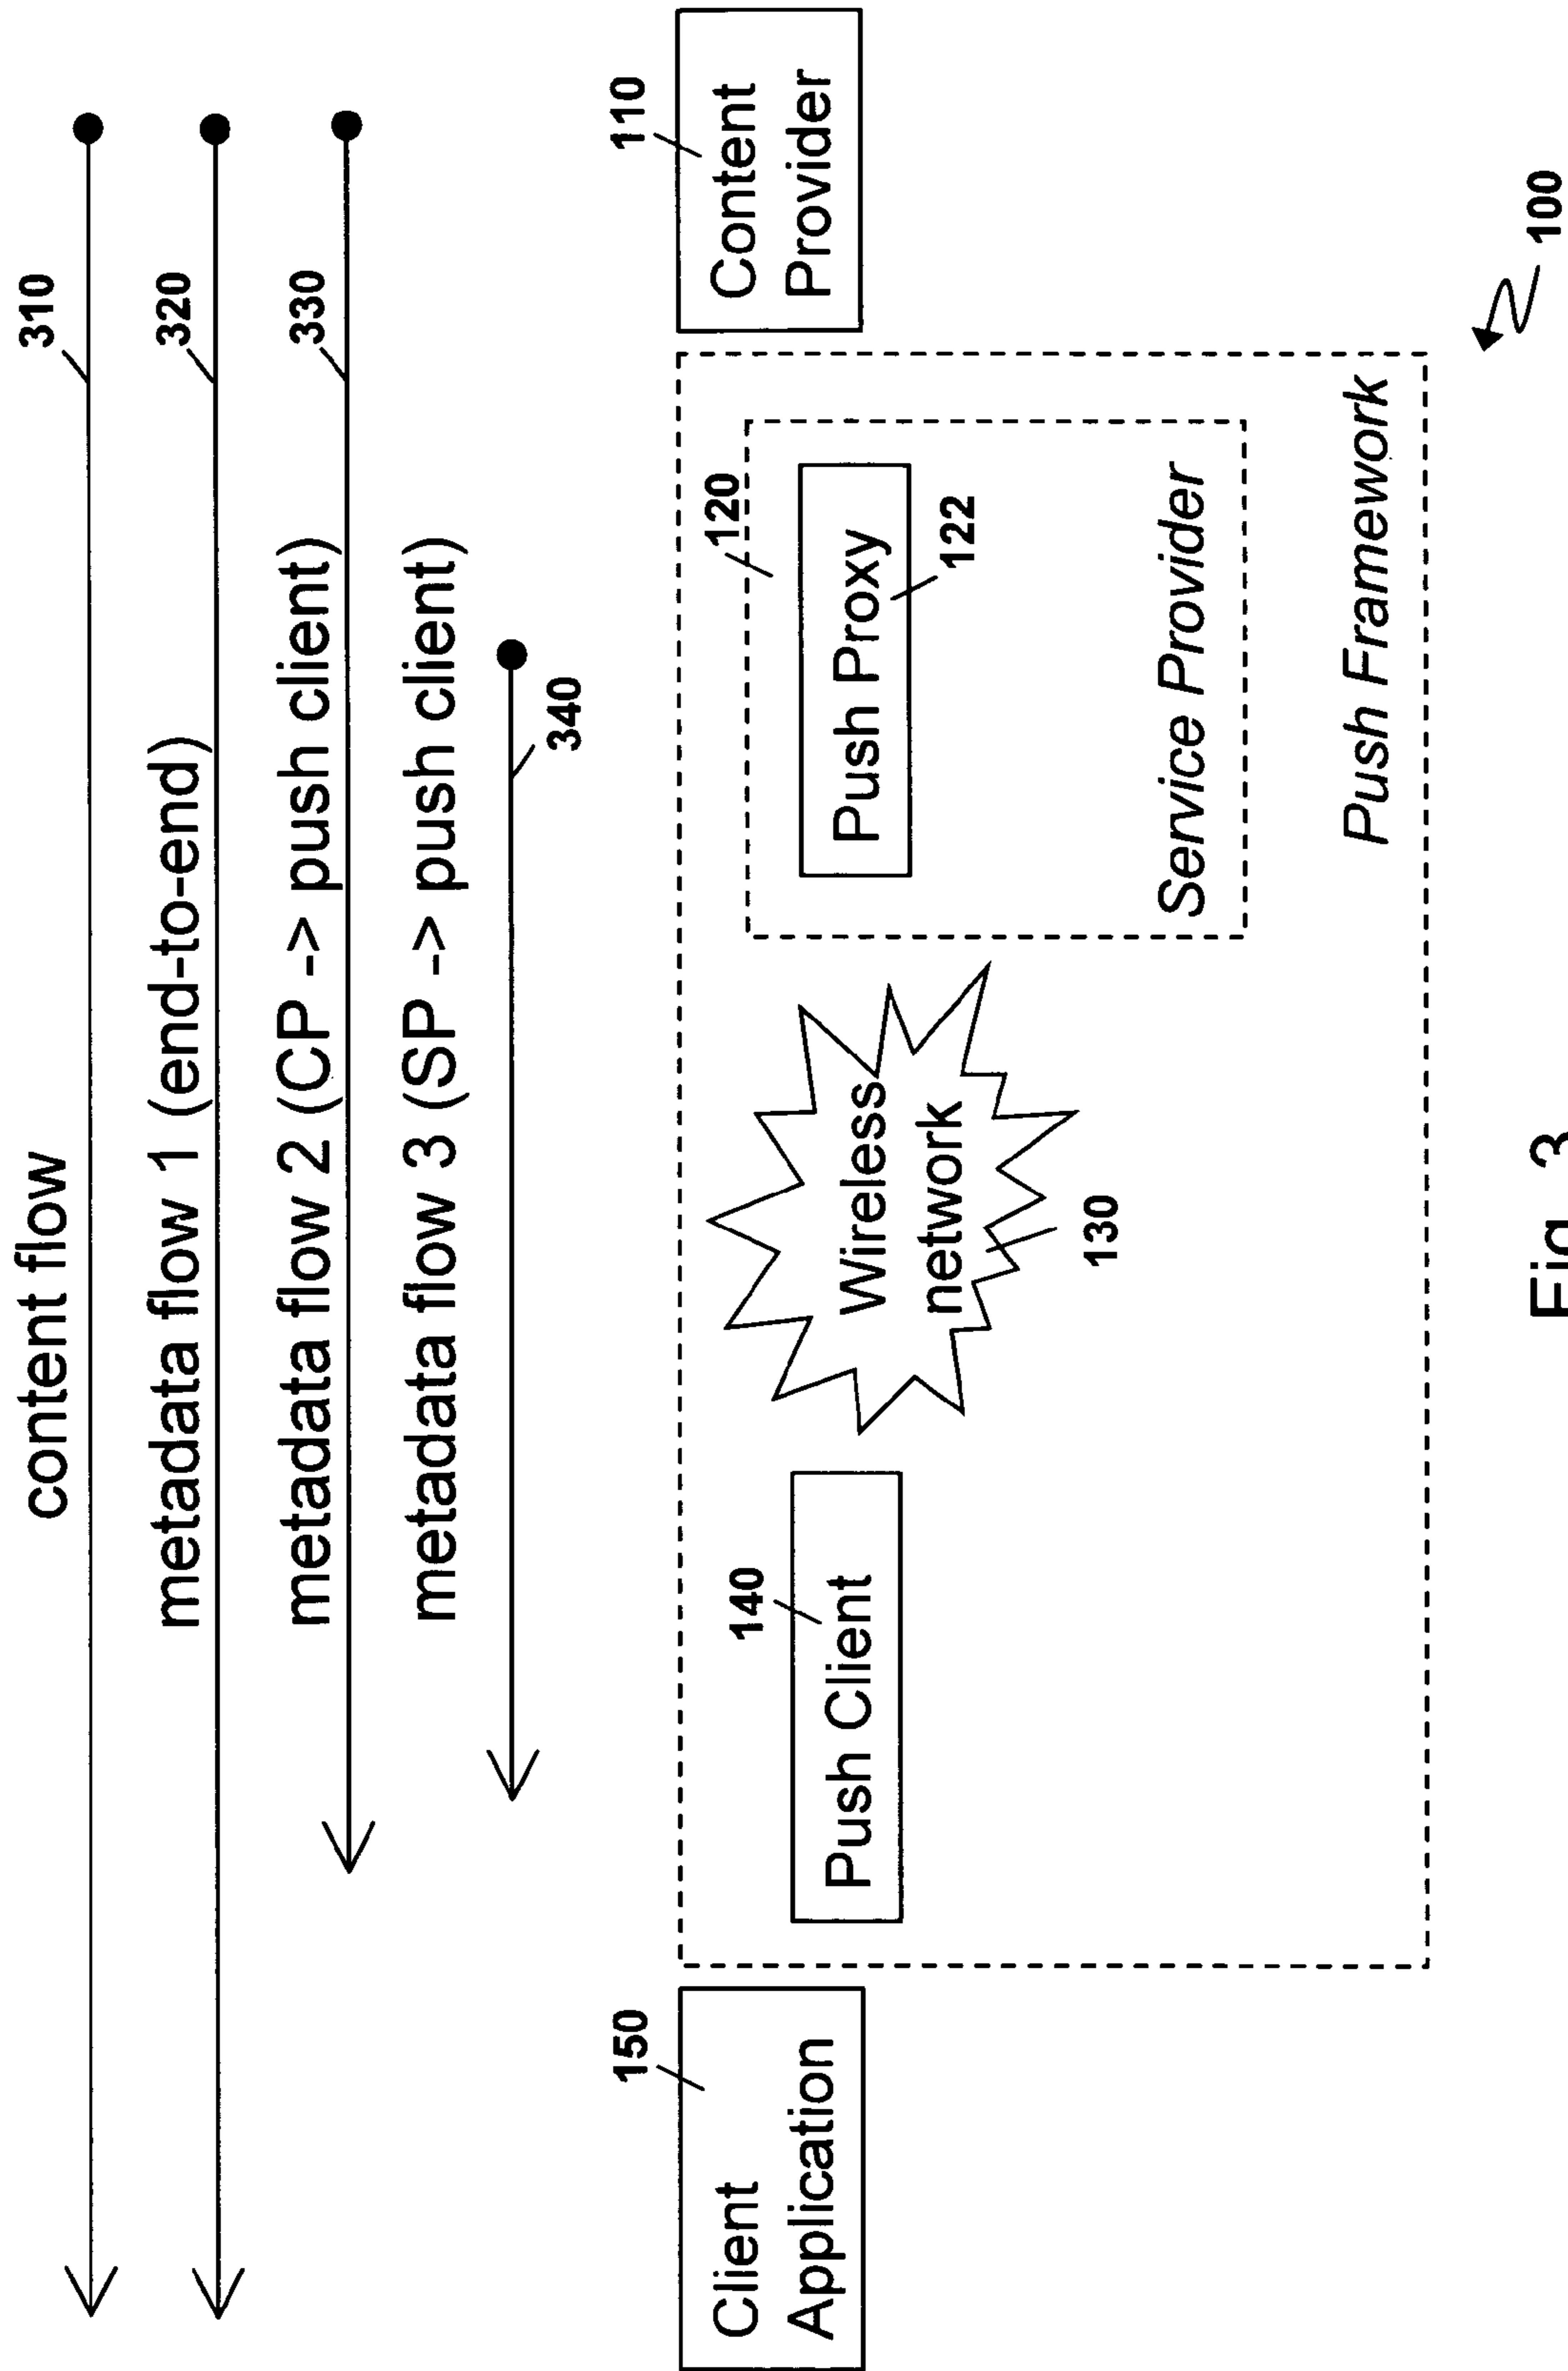 content flow
310
metadata flow 1 (end-to-end)
320
metadata flow 2 (CP -> push client)
330
metadata flow 3 (SP -> push client)
340
150
Client
Application
140
Push Client
Wireless
network
130
120
Push Proxy
122
Service Provider
Push Framework
110
Content
Provider
100
Fig. 3